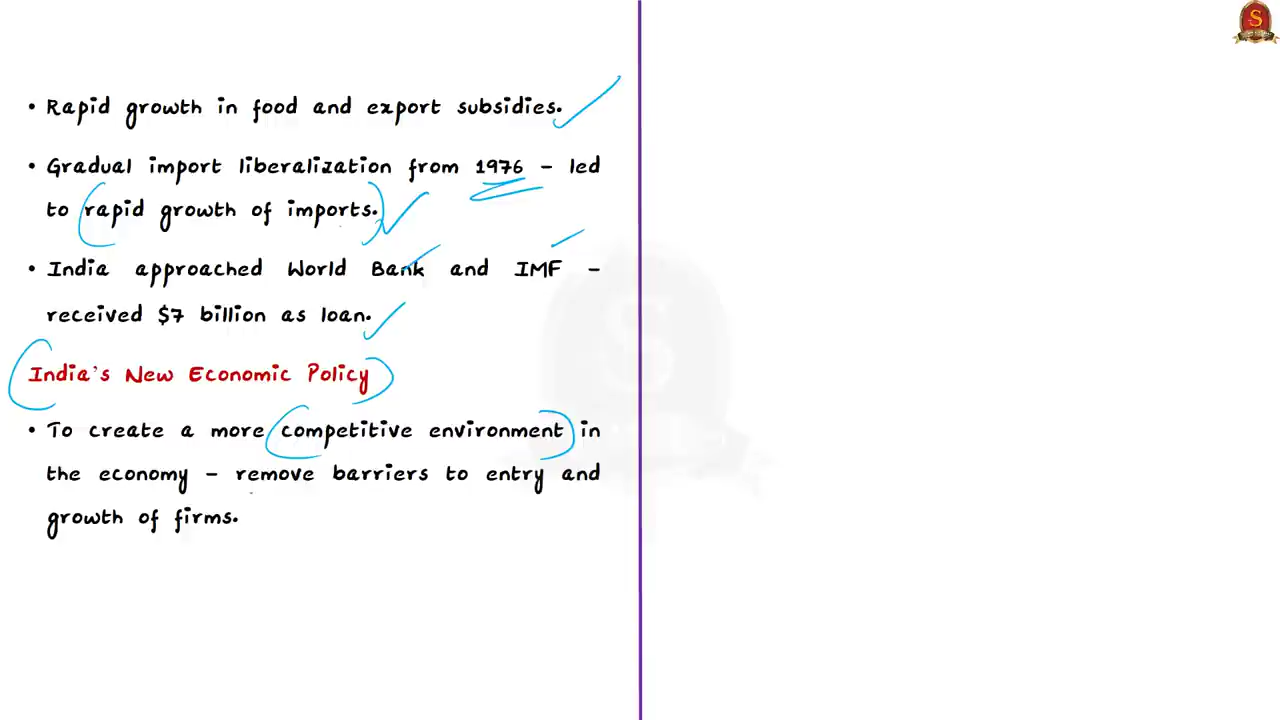 • Rapid growth in food and export subsidies.
• Gradual import liberalization from 1976 – led
to rapid growth of imports.
• India approached World Bank and IMF –
received $7 billion as loan.
India's New Economic Policy
• To create a more competitive environment in
the economy – remove barriers to entry and
growth of firms.
S